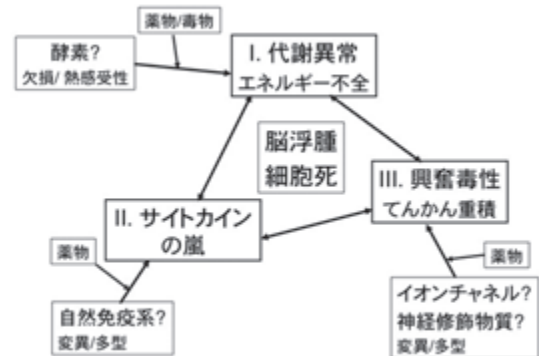 薬物/毒物
酵素?
欠損/ 熱感受性
I. 代謝異常
エネルギー不全
脳浮腫
細胞死
III. 興奮毒性
てんかん重積
II. サイトカイン
の嵐
薬物
薬物
自然免疫系?
変異/多型
イオンチャネル?
神経修飾物質?
変異/多型